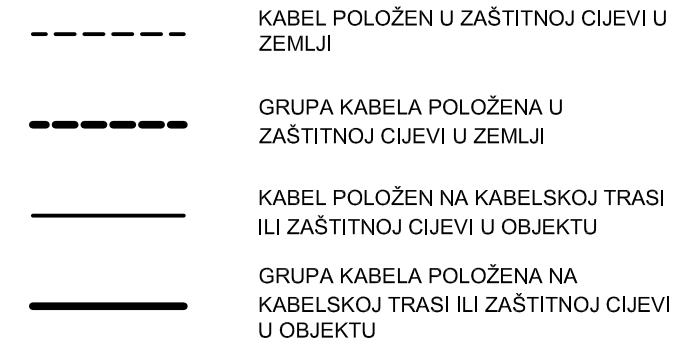 KABEL POLOŽEN U ZAŠTITNOJ CIJEVI U
ZEMLJI
GRUPA KABELA POLOŽENA U
ZAŠTITNOJ CIJEVI U ZEMLJI
KABEL POLOŽEN NA KABELSKOJ TRASI
ILI ZAŠTITNOJ CIJEVI U OBJEKTU
GRUPA KABELA POLOŽENA NA
KABELSKOJ TRASI ILI ZAŠTITNOJ CIJEVI
U OBJEKTU